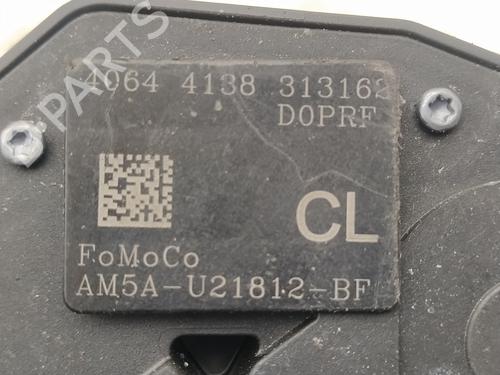 4064 4138 313162
D0PRF
CL
FoMoCo
AM5A-U21812-BF
PARTS